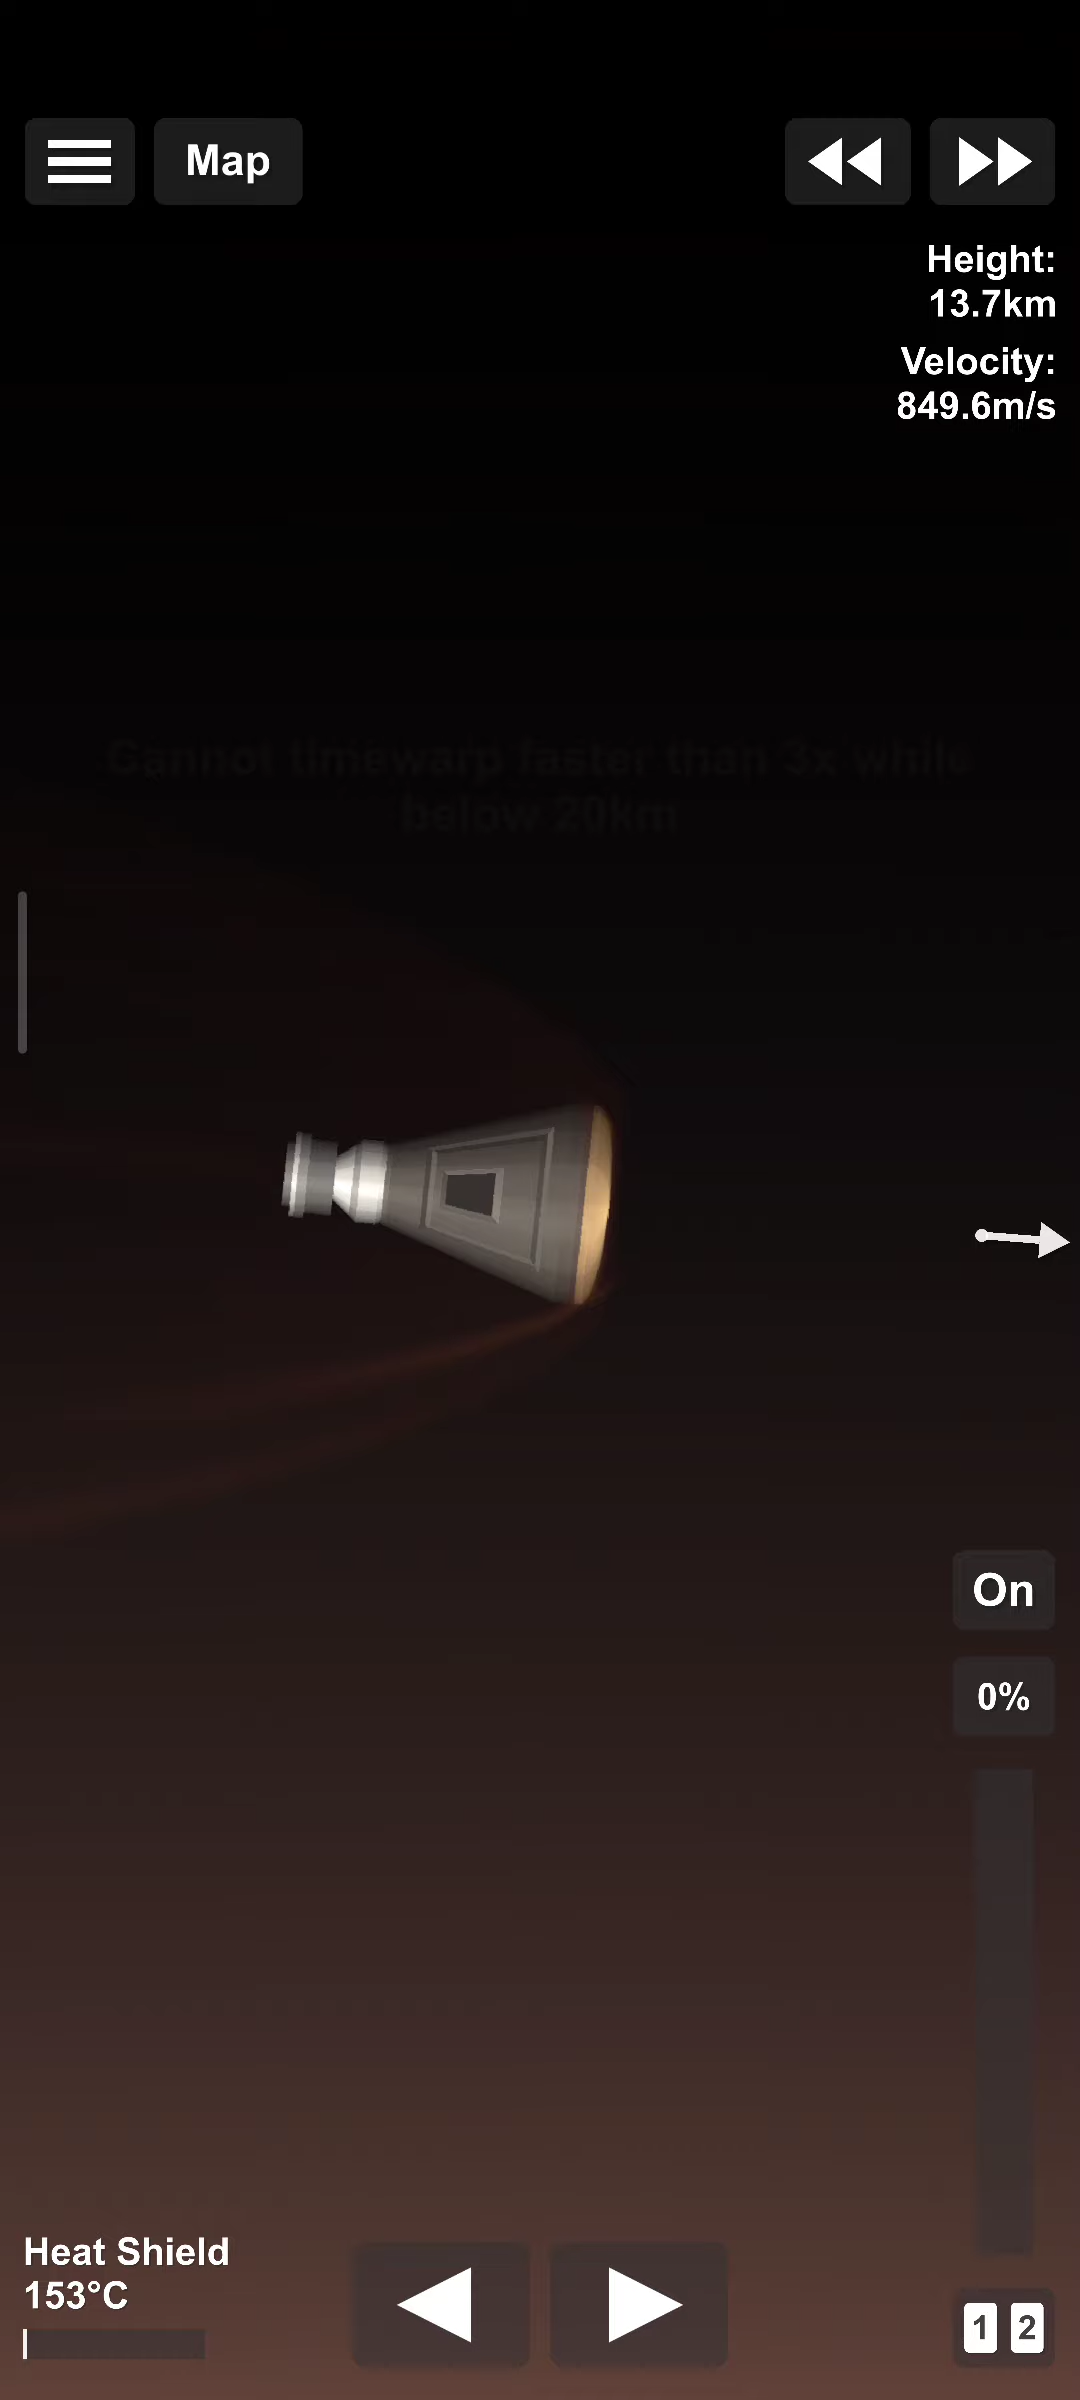 Map
Height:
13.7km
Velocity:
849.6m/s
Cannot timewarp faster than 3x while
below 20km
On
0%
Heat Shield
153°C
1 2